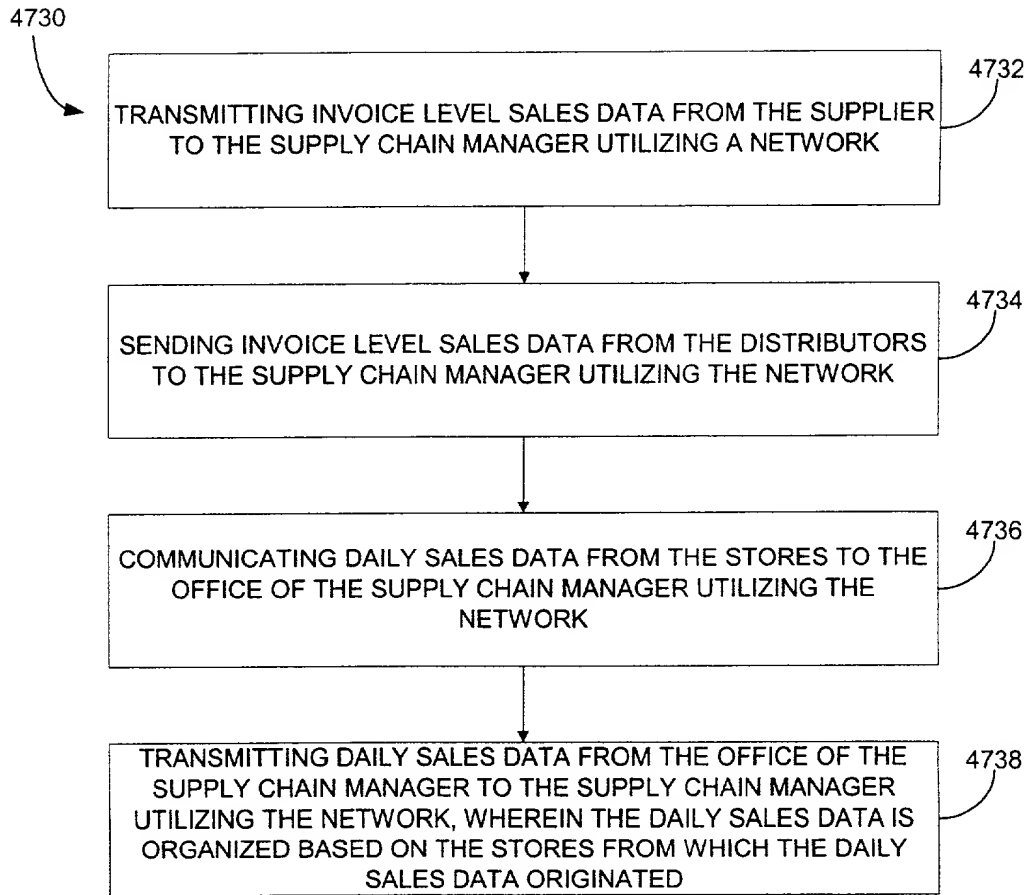 4730
4732
TRANSMITTING INVOICE LEVEL SALES DATA FROM THE SUPPLIER
TO THE SUPPLY CHAIN MANAGER UTILIZING A NETWORK
4734
SENDING INVOICE LEVEL SALES DATA FROM THE DISTRIBUTORS
TO THE SUPPLY CHAIN MANAGER UTILIZING THE NETWORK
4736
COMMUNICATING DAILY SALES DATA FROM THE STORES TO THE
OFFICE OF THE SUPPLY CHAIN MANAGER UTILIZING THE
NETWORK
4738
TRANSMITTING DAILY SALES DATA FROM THE OFFICE OF THE
SUPPLY CHAIN MANAGER TO THE SUPPLY CHAIN MANAGER
UTILIZING THE NETWORK, WHEREIN THE DAILY SALES DATA IS
ORGANIZED BASED ON THE STORES FROM WHICH THE DAILY
SALES DATA ORIGINATED